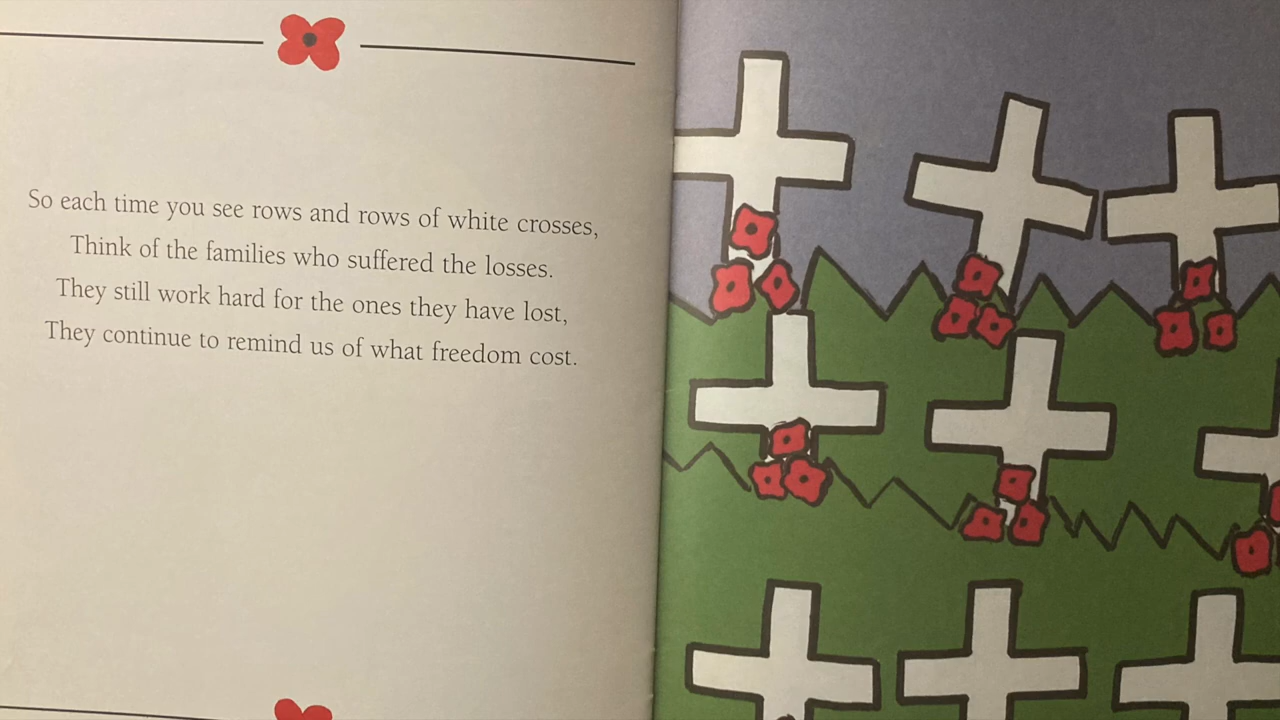 So each time you see rows and rows of white crosses,
Think of the families who suffered the losses.
They still work hard for the ones they have lost,
They continue to remind us of what freedom cost.